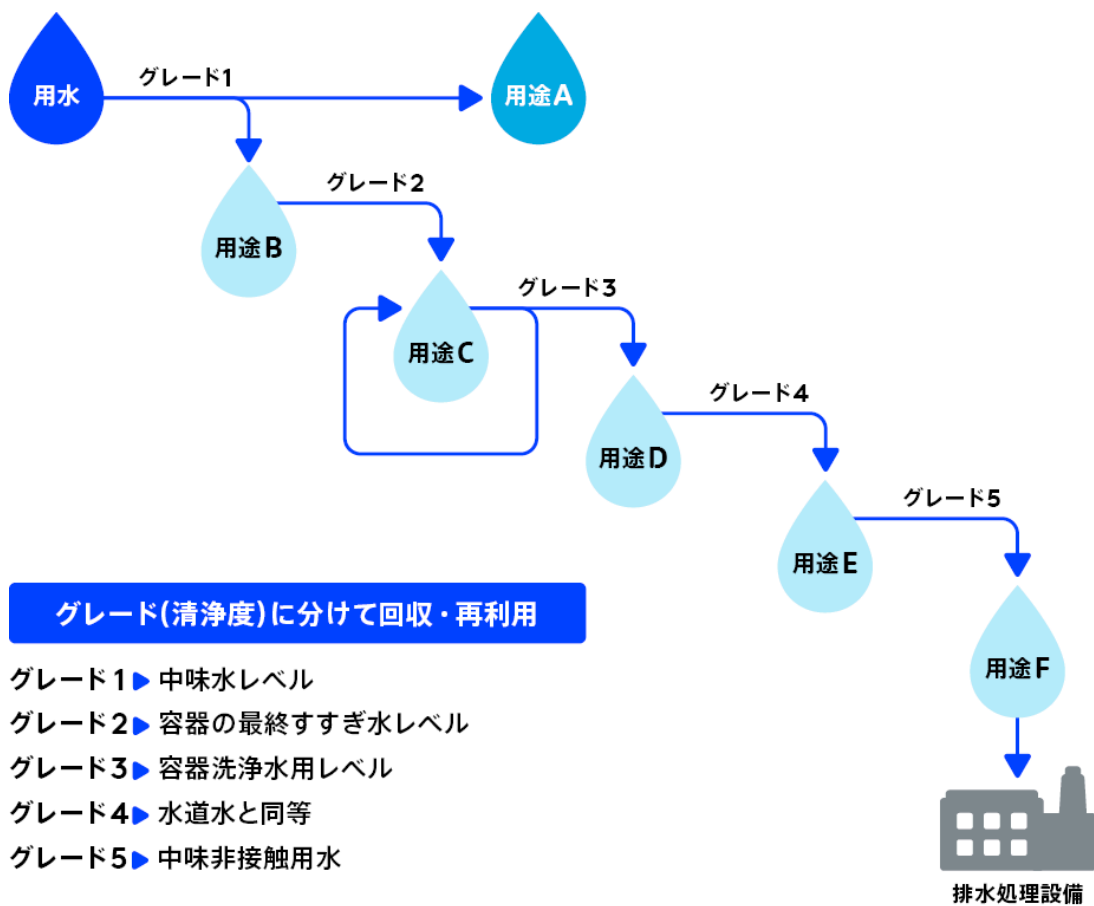 用水
グレード1
用途A
グレード2
用途B
グレード3
用途C
グレード4
用途D
グレード5
用途E
用途F
グレード(清浄度)に分けて回収・再利用
グレード1▶中味水レベル
グレード2▶容器の最終すすぎ水レベル
グレード3▶容器洗浄水用レベル
グレード4▶水道水と同等
グレード5▶中味非接触用水
排水処理設備